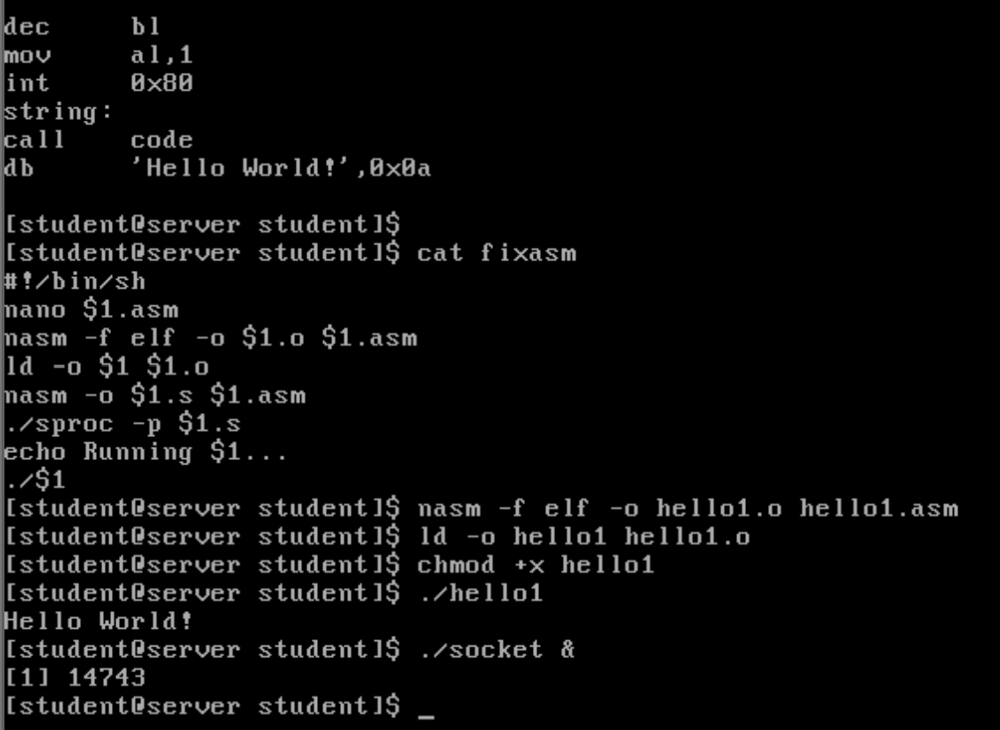 dec     bl
mov     al,1
int     0x80
string:
call    code
db      'Hello World!',0x0a
[student@server student]$
[student@server student]$ cat fixasm
#!/bin/sh
nano $1.asm
nasm -f elf -o $1.o $1.asm
ld -o $1 $1.o
nasm -o $1.s $1.asm
./sproc -p $1.s
echo Running $1...
./$1
[student@server student]$ nasm -f elf -o hello1.o hello1.asm
[student@server student]$ ld -o hello1 hello1.o
[student@server student]$ chmod +x hello1
[student@server student]$ ./hello1
Hello World!
[student@server student]$ ./socket &
[1] 14743
[student@server student]$ _